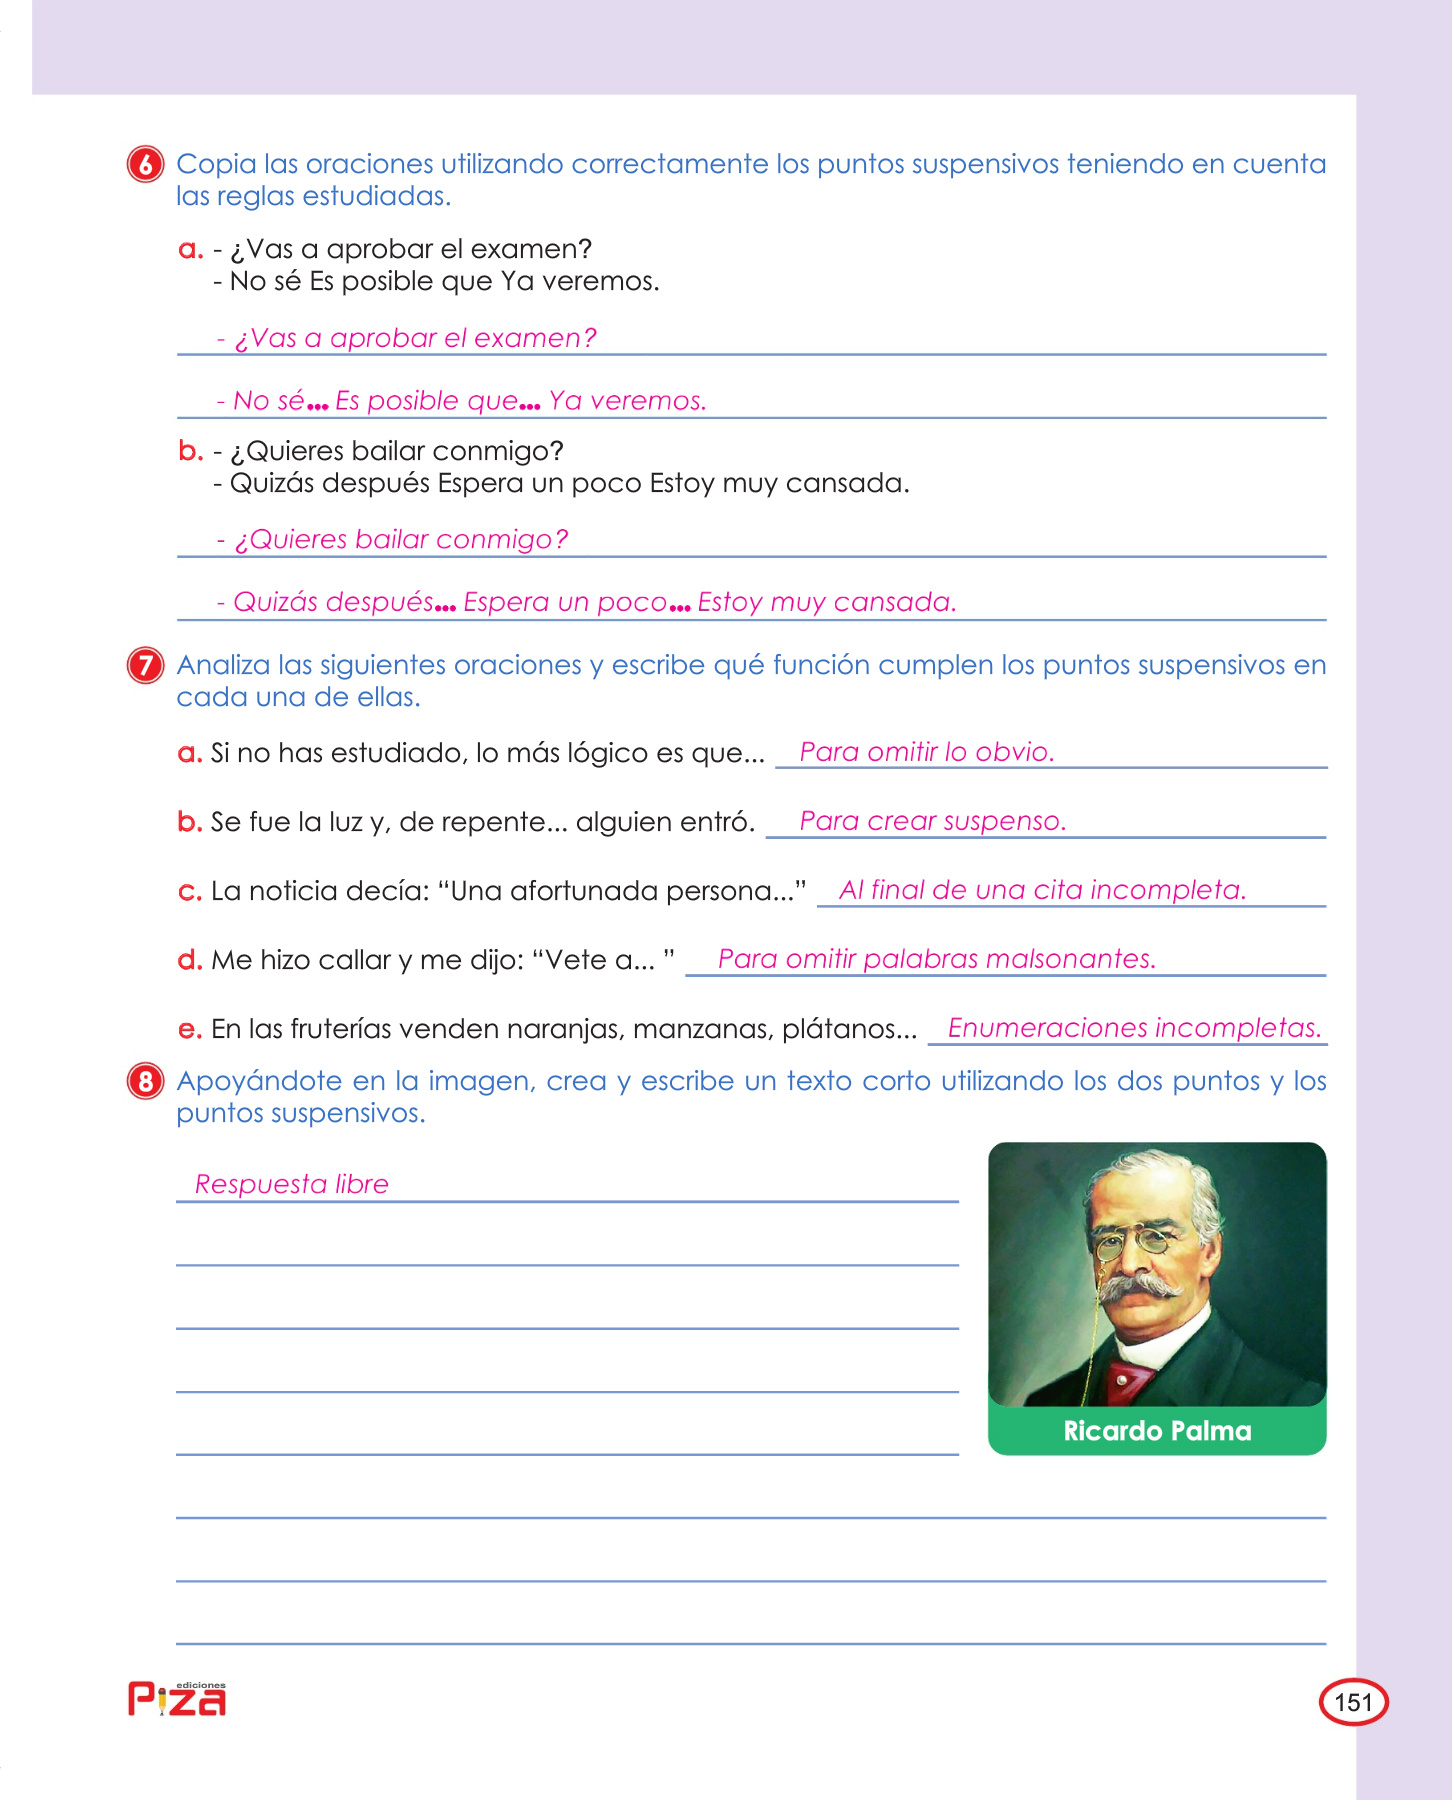 6 Copia las oraciones utilizando correctamente los puntos suspensivos teniendo en cuenta
las reglas estudiadas.
a. - ¿Vas a aprobar el examen?
- No sé Es posible que Ya veremos.
- ¿Vas a aprobar el examen?
- No sé... Es posible que... Ya veremos.
b. - ¿Quieres bailar conmigo?
- Quizás después Espera un poco Estoy muy cansada.
- ¿Quieres bailar conmigo?
- Quizás después... Espera un poco... Estoy muy cansada.
7 Analiza las siguientes oraciones y escribe qué función cumplen los puntos suspensivos en
cada una de ellas.
a. Si no has estudiado, lo más lógico es que... Para omitir lo obvio.
b. Se fue la luz y, de repente... alguien entró. Para crear suspenso.
c. La noticia decía: “Una afortunada persona...” Al final de una cita incompleta.
d. Me hizo callar y me dijo: “Vete a... ” Para omitir palabras malsonantes.
e. En las fruterías venden naranjas, manzanas, plátanos... Enumeraciones incompletas.
8 Apoyándote en la imagen, crea y escribe un texto corto utilizando los dos puntos y los
puntos suspensivos.
Respuesta libre
Ricardo Palma
ediciones
Piza
151